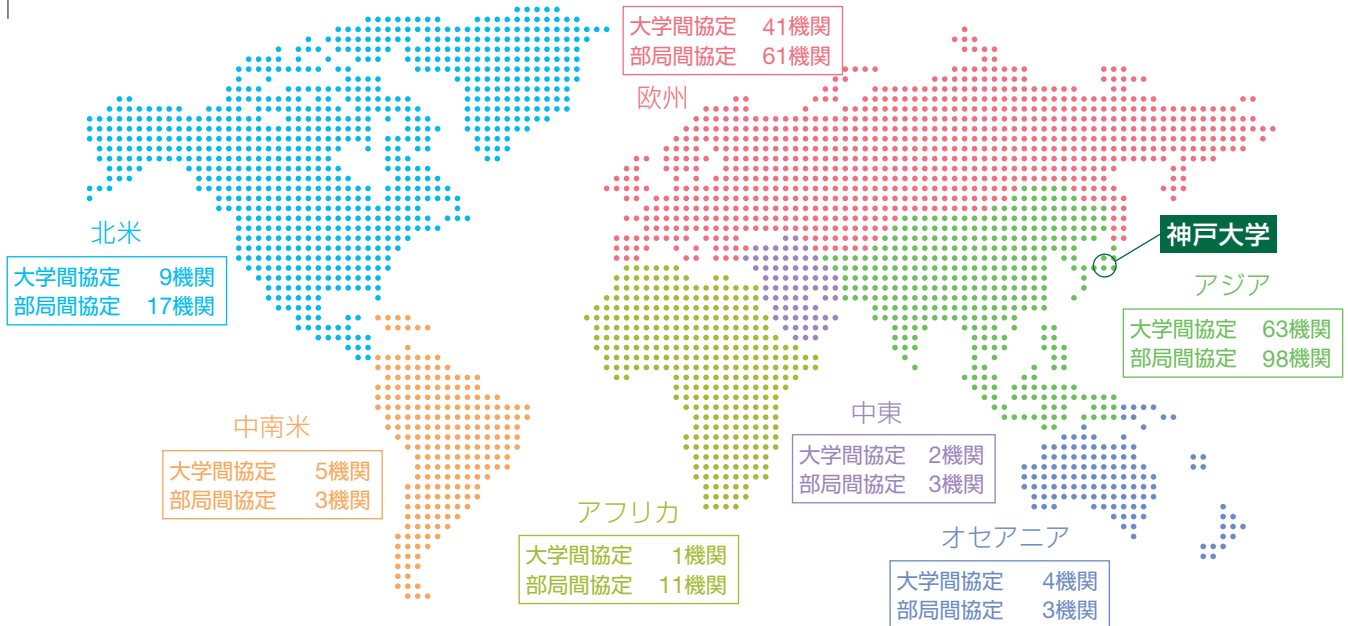 大学間協定 41機関
部局間協定 61機関
欧州
北米
大学間協定 9機関
部局間協定 17機関
神戸大学
アジア
大学間協定 63機関
部局間協定 98機関
中南米
大学間協定 5機関
部局間協定 3機関
中東
大学間協定 2機関
部局間協定 3機関
アフリカ
大学間協定 1機関
部局間協定 11機関
オセアニア
大学間協定 4機関
部局間協定 3機関